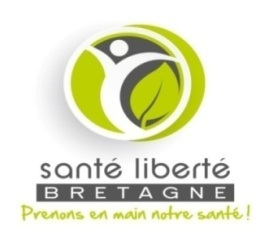 santé liberté
BRETAGNE
Prenons en main notre santé !